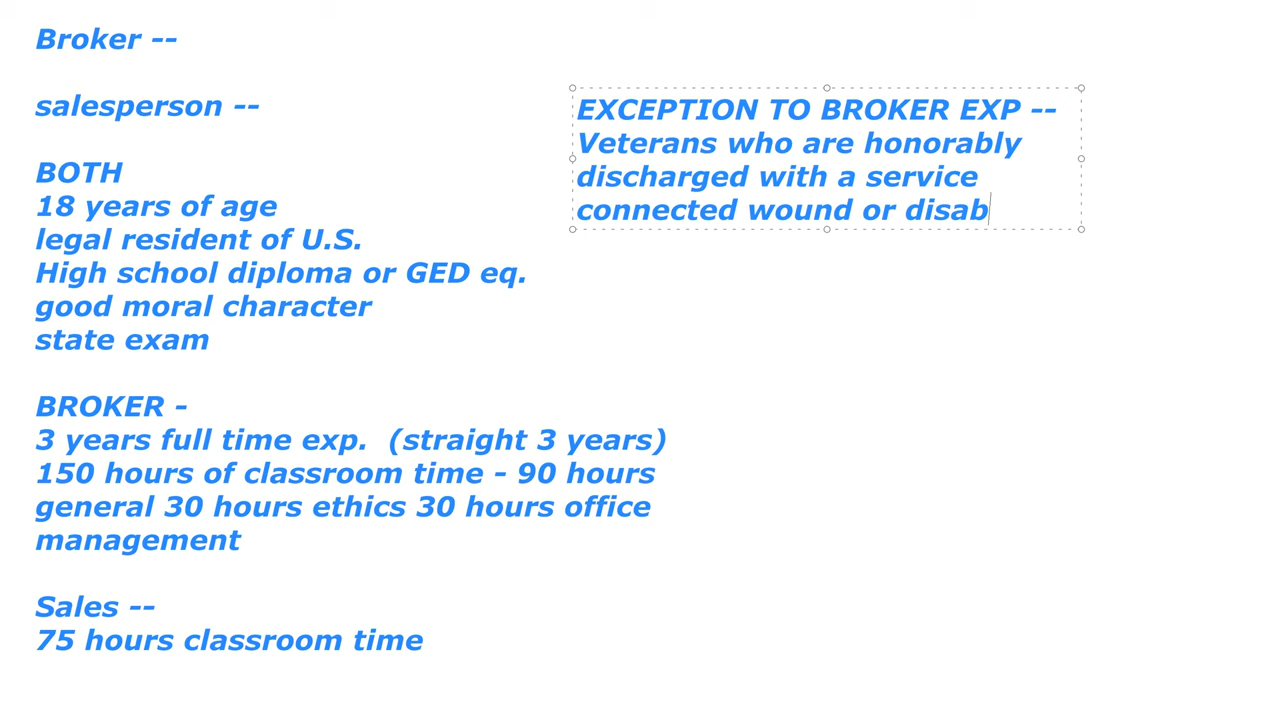 Broker --
salesperson --
BOTH
18 years of age
legal resident of U.S.
High school diploma or GED eq.
good moral character
state exam
BROKER -
3 years full time exp.  (straight 3 years)
150 hours of classroom time – 90 hours
general 30 hours ethics 30 hours office
management
Sales --
75 hours classroom time
EXCEPTION TO BROKER EXP --
Veterans who are honorably
discharged with a service
connected wound or disab